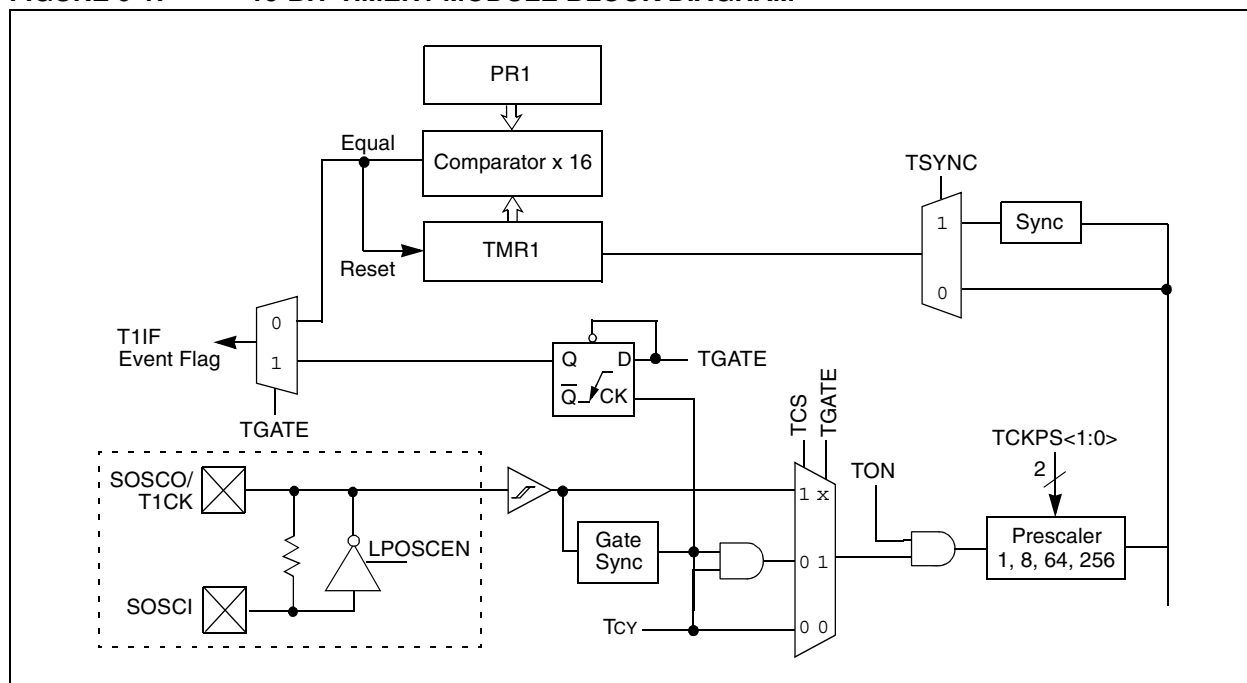 PR1
Equal
Comparator x 16
TSYNC
1
Sync
TMR1
Reset
0
0
T1IF
Event Flag
1
Q
D
TGATE
Q
CK
TGATE
TCS
TGATE
TCKPS<1:0>
2
TON
SOSCO/
T1CK
1 x
Prescaler
1, 8, 64, 256
Gate
Sync
LPOSCEN
0 1
SOSCI
TCY
0 0